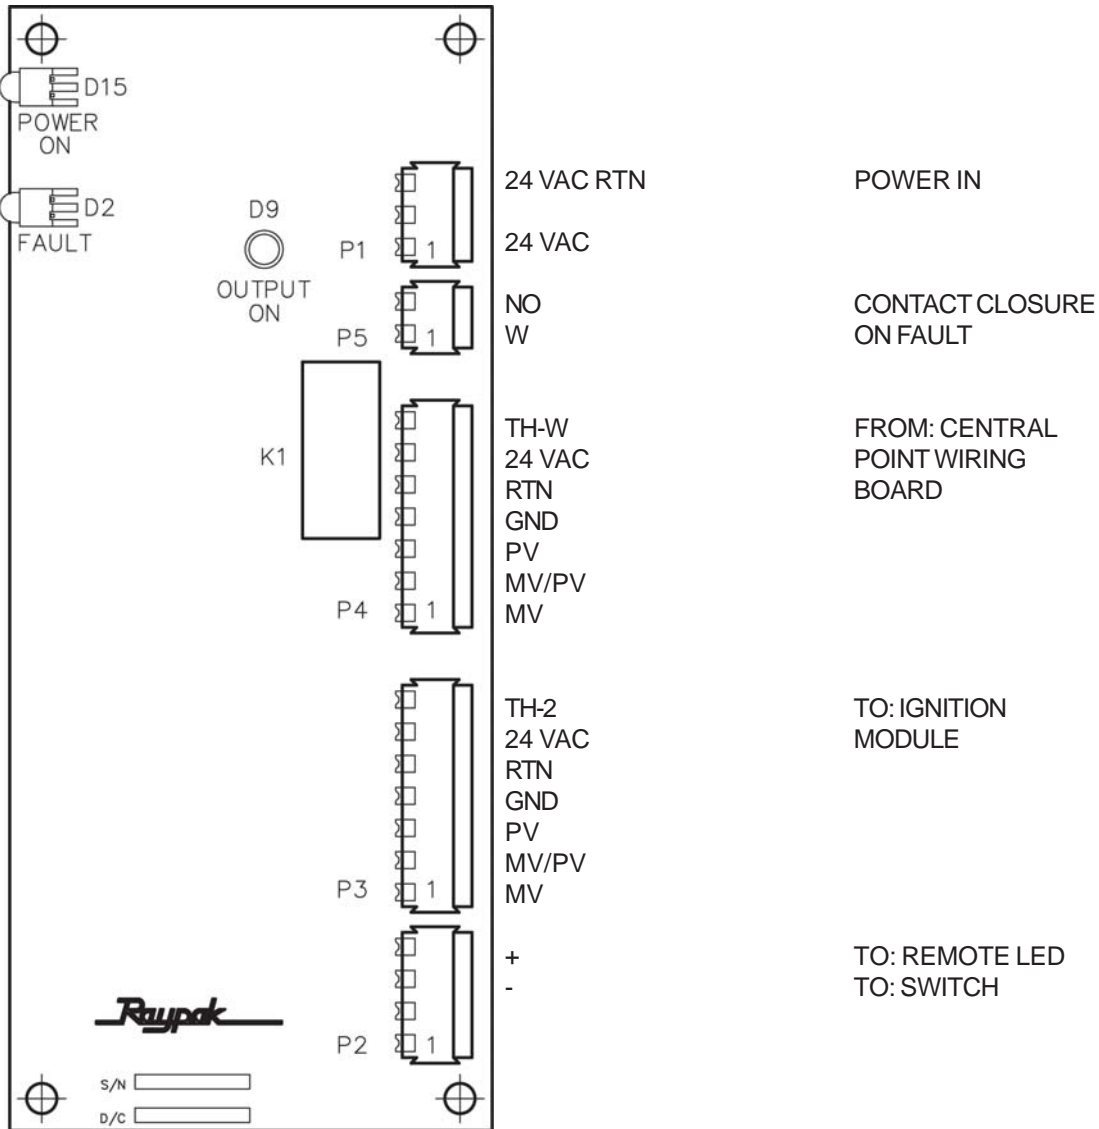 D15
POWER
ON
24 VAC RTN POWER IN
D2
FAULT
D9
OUTPUT
ON
P1 1
24 VAC
NO CONTACT CLOSURE
P5 1
W ON FAULT
TH-W FROM: CENTRAL
K1
24 VAC POINT WIRING
RTN BOARD
GND
PV
MV/PV
P4 1
MV
TH-2 TO: IGNITION
24 VAC MODULE
RTN
GND
PV
MV/PV
P3 1
MV
+ TO: REMOTE LED
- TO: SWITCH
Raypak
P2 1
S/N
D/C